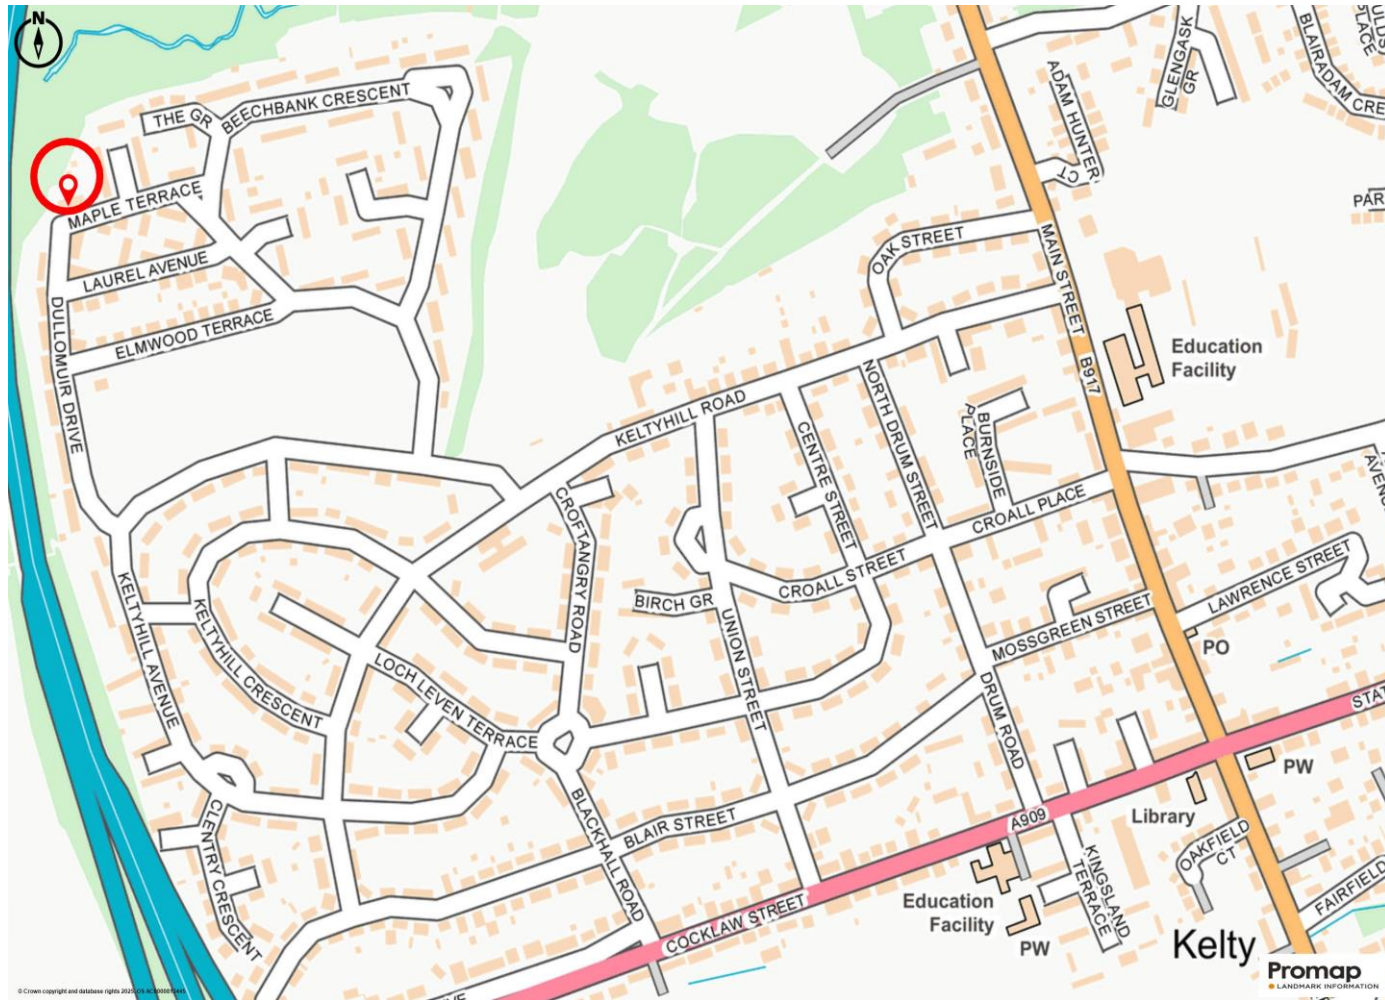 N
THE GR
BEECHBANK CRESCENT
MAPLE TERRACE
LAUREL AVENUE
ELMWOOD TERRACE
DULLOMUIR DRIVE
GLENGASK
GR
PLACE
BLAIRADAM CRE
ADAM HUNTER
CT
PAR
OAK STREET
MAIN STREET
B917
Education
Facility
KELTYHILL ROAD
NORTH DRUM STREET
CENTRE STREET
BURNSIDE
PLACE
CROALL PLACE
CROFTANGRY ROAD
CROALL STREET
BIRCH GR
UNION STREET
LAWRENCE STREET
MOSSGREEN STREET
PO
KELTYHILL AVENUE
KELTYHILL CRESCENT
LOCH LEVEN TERRACE
DRUM ROAD
STAT
PW
Library
A909
BLACKHALL ROAD
BLAIR STREET
CLENTRY CRESCENT
OAKFIELD
CT
KINGSLAND
TERRACE
FAIRFIELD
Education
Facility
PW
COCKLAW STREET
Kelty
Promap
LANDMARK INFORMATION